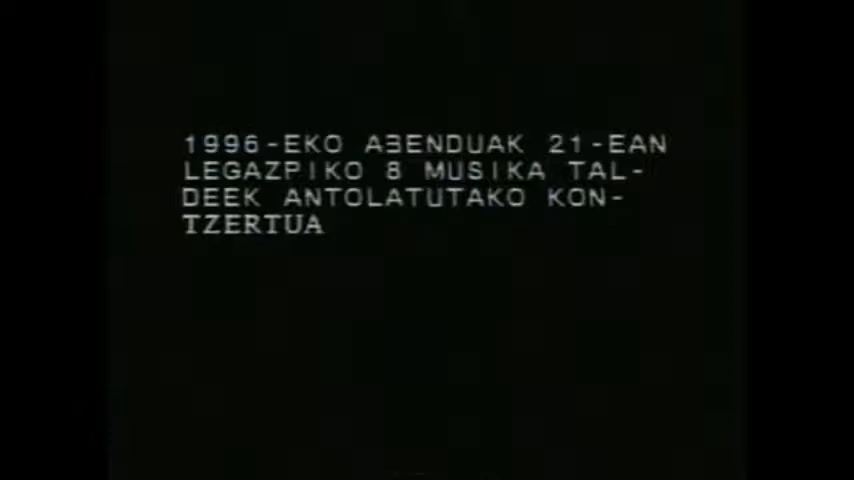 1996-EKO ABENDUAK 21-EAN
LEGAZPIKO 8 MUSIKA TAL-
DEEK ANTOLATUTAKO KON-
TZERTUA